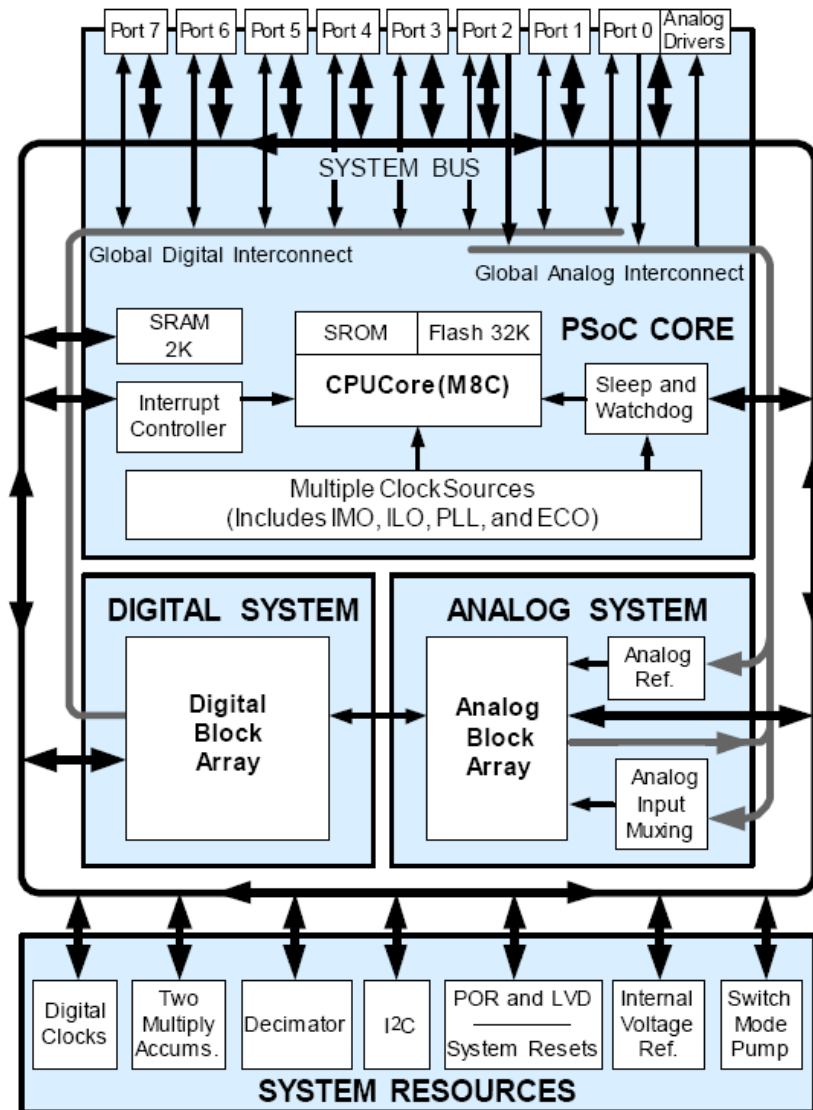 Port 7
Port 6
Port 5
Port 4
Port 3
Port 2
Port 1
Port 0
Analog
Drivers
SYSTEM BUS
Global Digital Interconnect
Global Analog Interconnect
PSoC CORE
SRAM
2K
SROM
Flash 32K
CPUCore(M8C)
Interrupt
Controller
Sleep and
Watchdog
Multiple Clock Sources
(Includes IMO, ILO, PLL, and ECO)
DIGITAL SYSTEM
Digital
Block
Array
ANALOG SYSTEM
Analog
Block
Array
Analog
Ref.
Analog
Input
Muxing
Digital
Clocks
Two
Multiply
Accums.
Decimator
I2C
POR and LVD
System Resets
Internal
Voltage
Ref.
Switch
Mode
Pump
SYSTEM RESOURCES